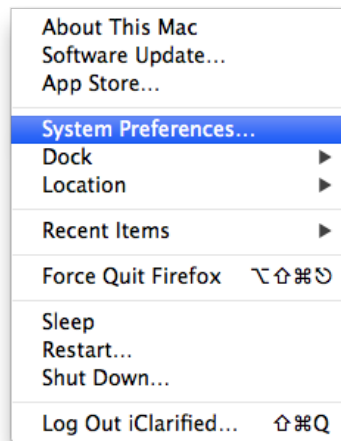 About This Mac
Software Update...
App Store...
System Preferences...
Dock ▶
Location ▶
Recent Items ▶
Force Quit Firefox ⌥⇧⌘⎋
Sleep
Restart...
Shut Down...
Log Out iClarified... ⇧⌘Q